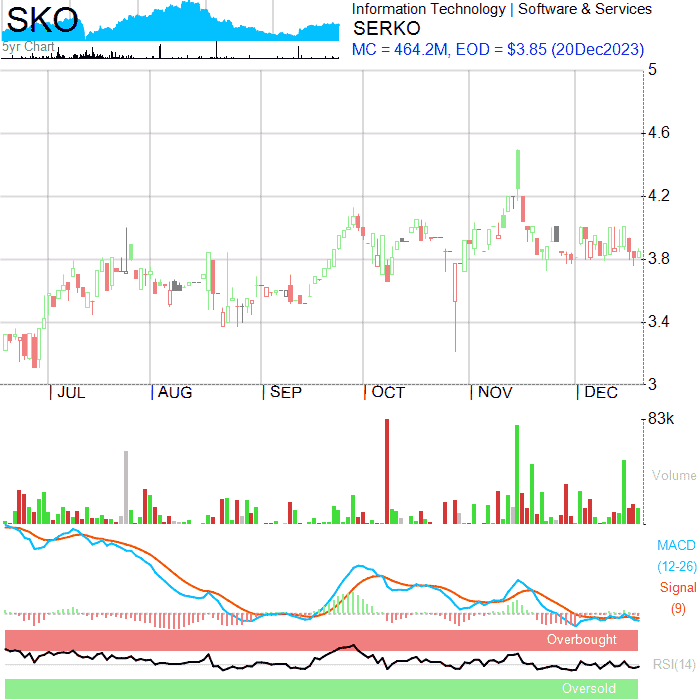 SKO
5yr Chart
Information Technology | Software & Services
SERKO
MC = 464.2M, EOD = $3.85 (20Dec2023)
5
4.6
4.2
3.8
3.4
3
JUL
AUG
SEP
OCT
NOV
DEC
83k
Volume
MACD
(12-26)
Signal
(9)
Overbought
RSI(14)
Oversold